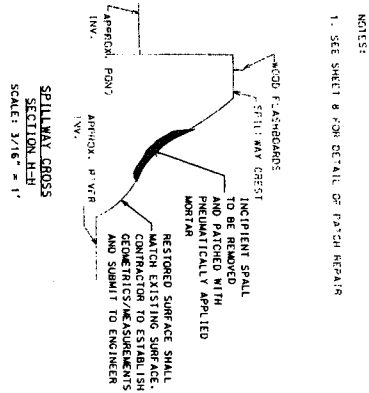 NOTES:
1. SEE SHEET 8 FOR DETAIL OF PATCH REPAIR
WOOD FLASHBOARDS
SPILLWAY CREST
INCIPIENT SPALL
TO BE REMOVED
AND PATCHED WITH
PNEUMATICALLY APPLIED
MORTAR
APPROX. POND
INV.
RESTORED SURFACE SHALL
MATCH EXISTING SURFACE.
CONTRACTOR TO ESTABLISH
GEOMETRICS/MEASUREMENTS
AND SUBMIT TO ENGINEER
APPROX. RIVER
INV.
SPILLWAY CROSS
SECTION H-H
SCALE: 3/16" = 1'